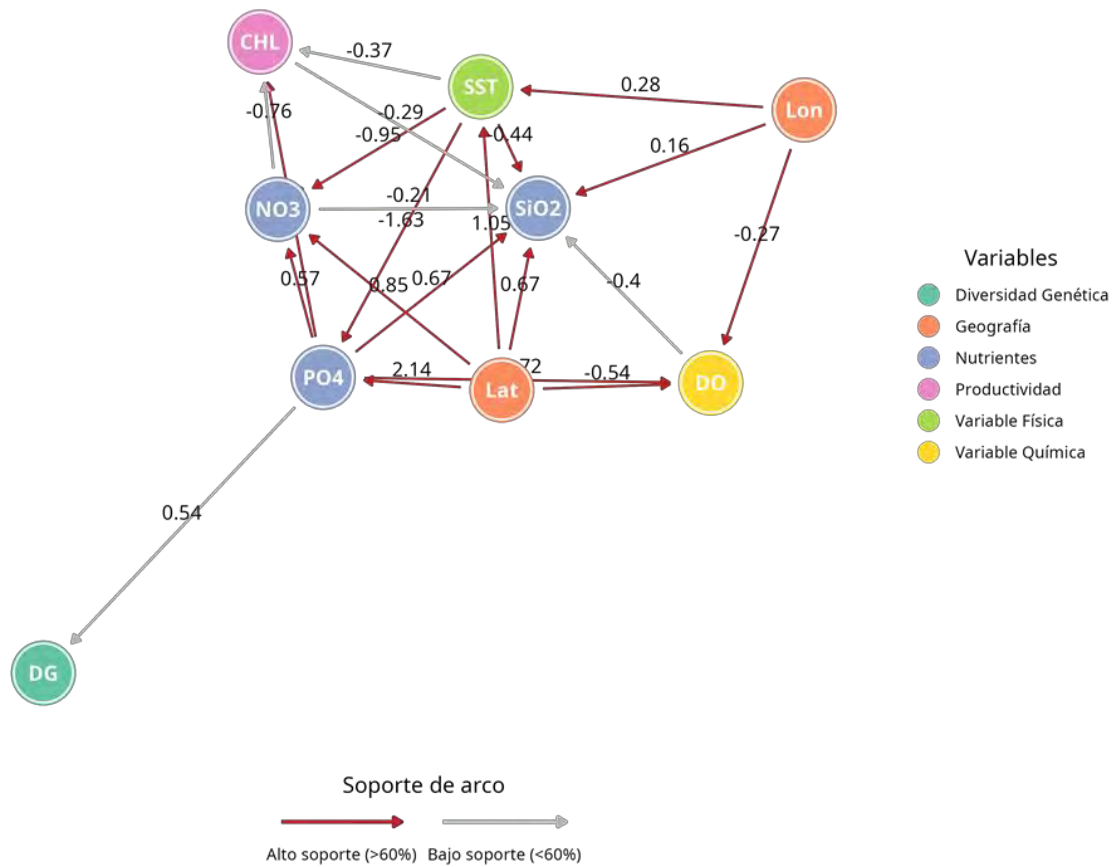 CHL
-0.37
SST
0.28
Lon
-0.76
-0.29
-0.95
-0.44
0.16
NO3
-0.21
SiO2
-1.63
1.05
-0.27
Variables
0.57
0.85
0.67
0.67
-0.4
Diversidad Genética
Geografía
Nutrientes
PO4
2.14
Lat
72
-0.54
DO
Productividad
Variable Física
Variable Química
0.54
DG
Soporte de arco
Alto soporte (>60%)
Bajo soporte (<60%)